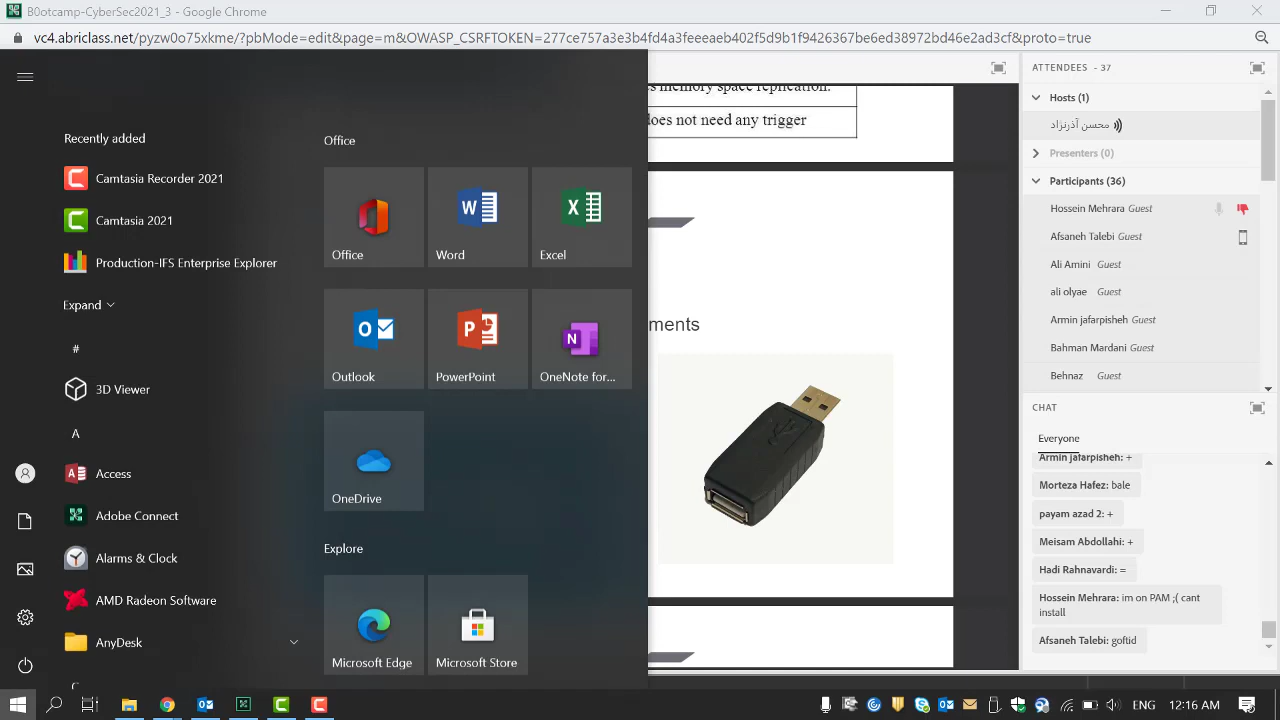 B0otcamp-CyberSec2021_3 - Google Chrome
vc4.abriclass.net/pyzw0o75xkme/?pbMode=edit&page=m&OWASP_CSRFTOKEN=277ce757a3e3b4fd4a3feeeaeb402f5d9b1f9426367be6ed38972bd46e2ad3cf&proto=true
Recently added
Camtasia Recorder 2021
Camtasia 2021
Production-IFS Enterprise Explorer
Expand
#
3D Viewer
A
Access
Adobe Connect
Alarms & Clock
AMD Radeon Software
AnyDesk
Office
Office
Word
Excel
Outlook
PowerPoint
OneNote for...
OneDrive
Explore
Microsoft Edge
Microsoft Store
es memory space replication.
does not need any trigger
ments
ATTENDEES - 37
Hosts (1)
محسن آذرنژاد
Presenters (0)
Participants (36)
Hossein Mehrara Guest
Afsaneh Talebi Guest
Ali Amini Guest
ali olyae Guest
Armin jafarpisheh Guest
Bahman Mardani Guest
Behnaz Guest
CHAT
Everyone
Armin jafarpisheh: +
Morteza Hafez: bale
payam azad 2: +
Meisam Abdollahi: +
Hadi Rahnavardi: =
Hossein Mehrara: im on PAM ;( cant
install
Afsaneh Talebi: goftid
ENG
12:16 AM